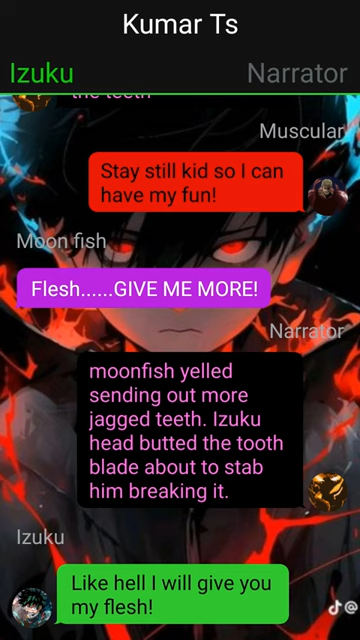 Kumar Ts
Izuku
Narrator
the teeth
Muscular
Stay still kid so I can
have my fun!
Moon fish
Flesh......GIVE ME MORE!
Narrator
moonfish yelled
sending out more
jagged teeth. Izuku
head butted the tooth
blade about to stab
him breaking it.
Izuku
Like hell I will give you
my flesh!
@